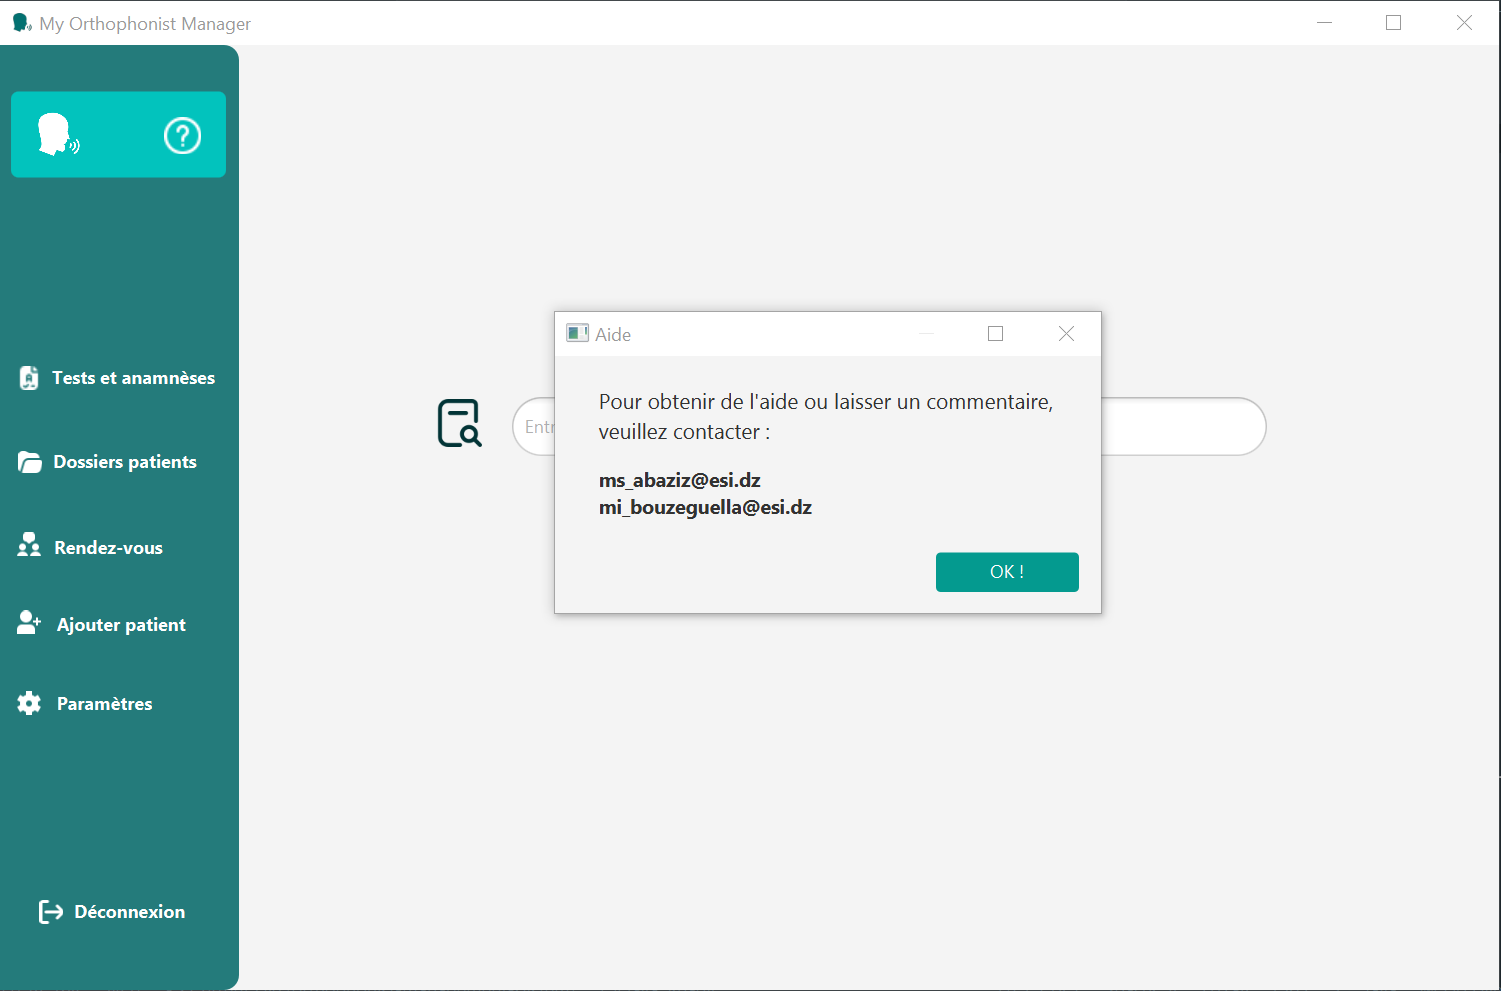 My Orthophonist Manager
Tests et anamnèses
Dossiers patients
Rendez-vous
Ajouter patient
Paramètres
Déconnexion
Entr
Aide
Pour obtenir de l'aide ou laisser un commentaire,
veuillez contacter :
ms_abaziz@esi.dz
mi_bouzeguella@esi.dz
OK !